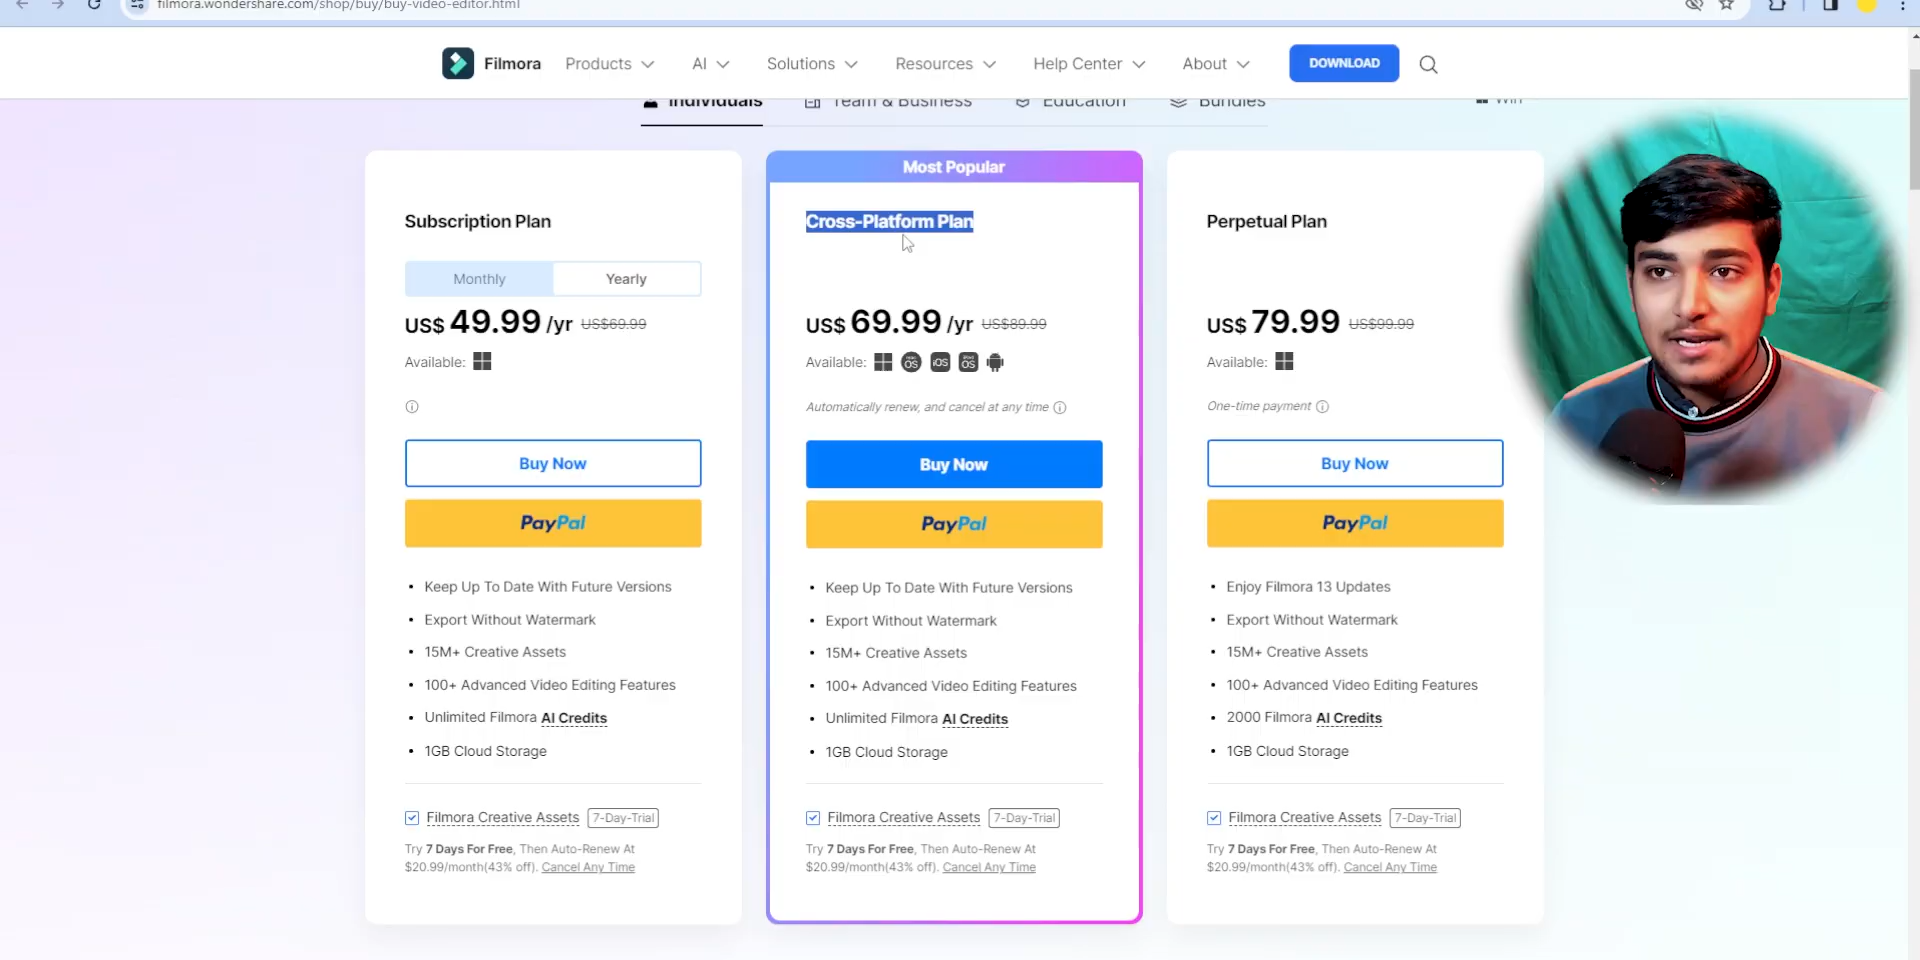 filmora.wondershare.com/shop/buy/buy-video-editor.html
Filmora
Products
AI
Solutions
Resources
Help Center
About
DOWNLOAD
Individuals
Team & Business
Education
Bundles
Win
Subscription Plan
Monthly
Yearly
US$ 49.99 /yr US$69.99
Available:
Buy Now
PayPal
• Keep Up To Date With Future Versions
• Export Without Watermark
• 15M+ Creative Assets
• 100+ Advanced Video Editing Features
• Unlimited Filmora AI Credits
• 1GB Cloud Storage
Filmora Creative Assets 7-Day-Trial
Try 7 Days For Free, Then Auto-Renew At
$20.99/month(43% off). Cancel Any Time
Most Popular
Cross-Platform Plan
US$ 69.99 /yr US$89.99
Available:
Automatically renew, and cancel at any time
Buy Now
PayPal
• Keep Up To Date With Future Versions
• Export Without Watermark
• 15M+ Creative Assets
• 100+ Advanced Video Editing Features
• Unlimited Filmora AI Credits
• 1GB Cloud Storage
Filmora Creative Assets 7-Day-Trial
Try 7 Days For Free, Then Auto-Renew At
$20.99/month(43% off). Cancel Any Time
Perpetual Plan
US$ 79.99 US$99.99
Available:
One-time payment
Buy Now
PayPal
• Enjoy Filmora 13 Updates
• Export Without Watermark
• 15M+ Creative Assets
• 100+ Advanced Video Editing Features
• 2000 Filmora AI Credits
• 1GB Cloud Storage
Filmora Creative Assets 7-Day-Trial
Try 7 Days For Free, Then Auto-Renew At
$20.99/month(43% off). Cancel Any Time